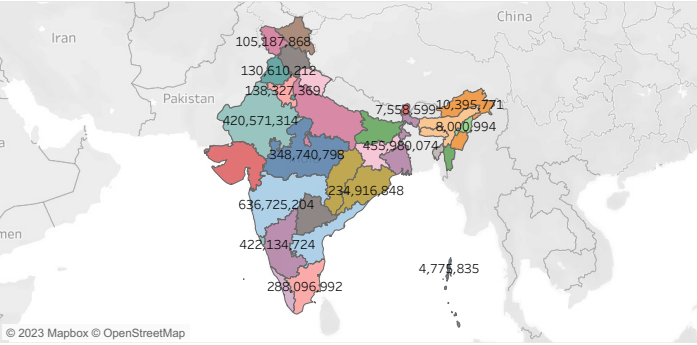 China
Iran
105,187,868
130,610,212
138,327,369
Pakistan
7,558,599
10,395,771
420,571,314
8,000,994
455,980,074
348,740,798
234,916,848
636,725,204
men
422,134,724
4,775,835
288,096,992
© 2023 Mapbox © OpenStreetMap